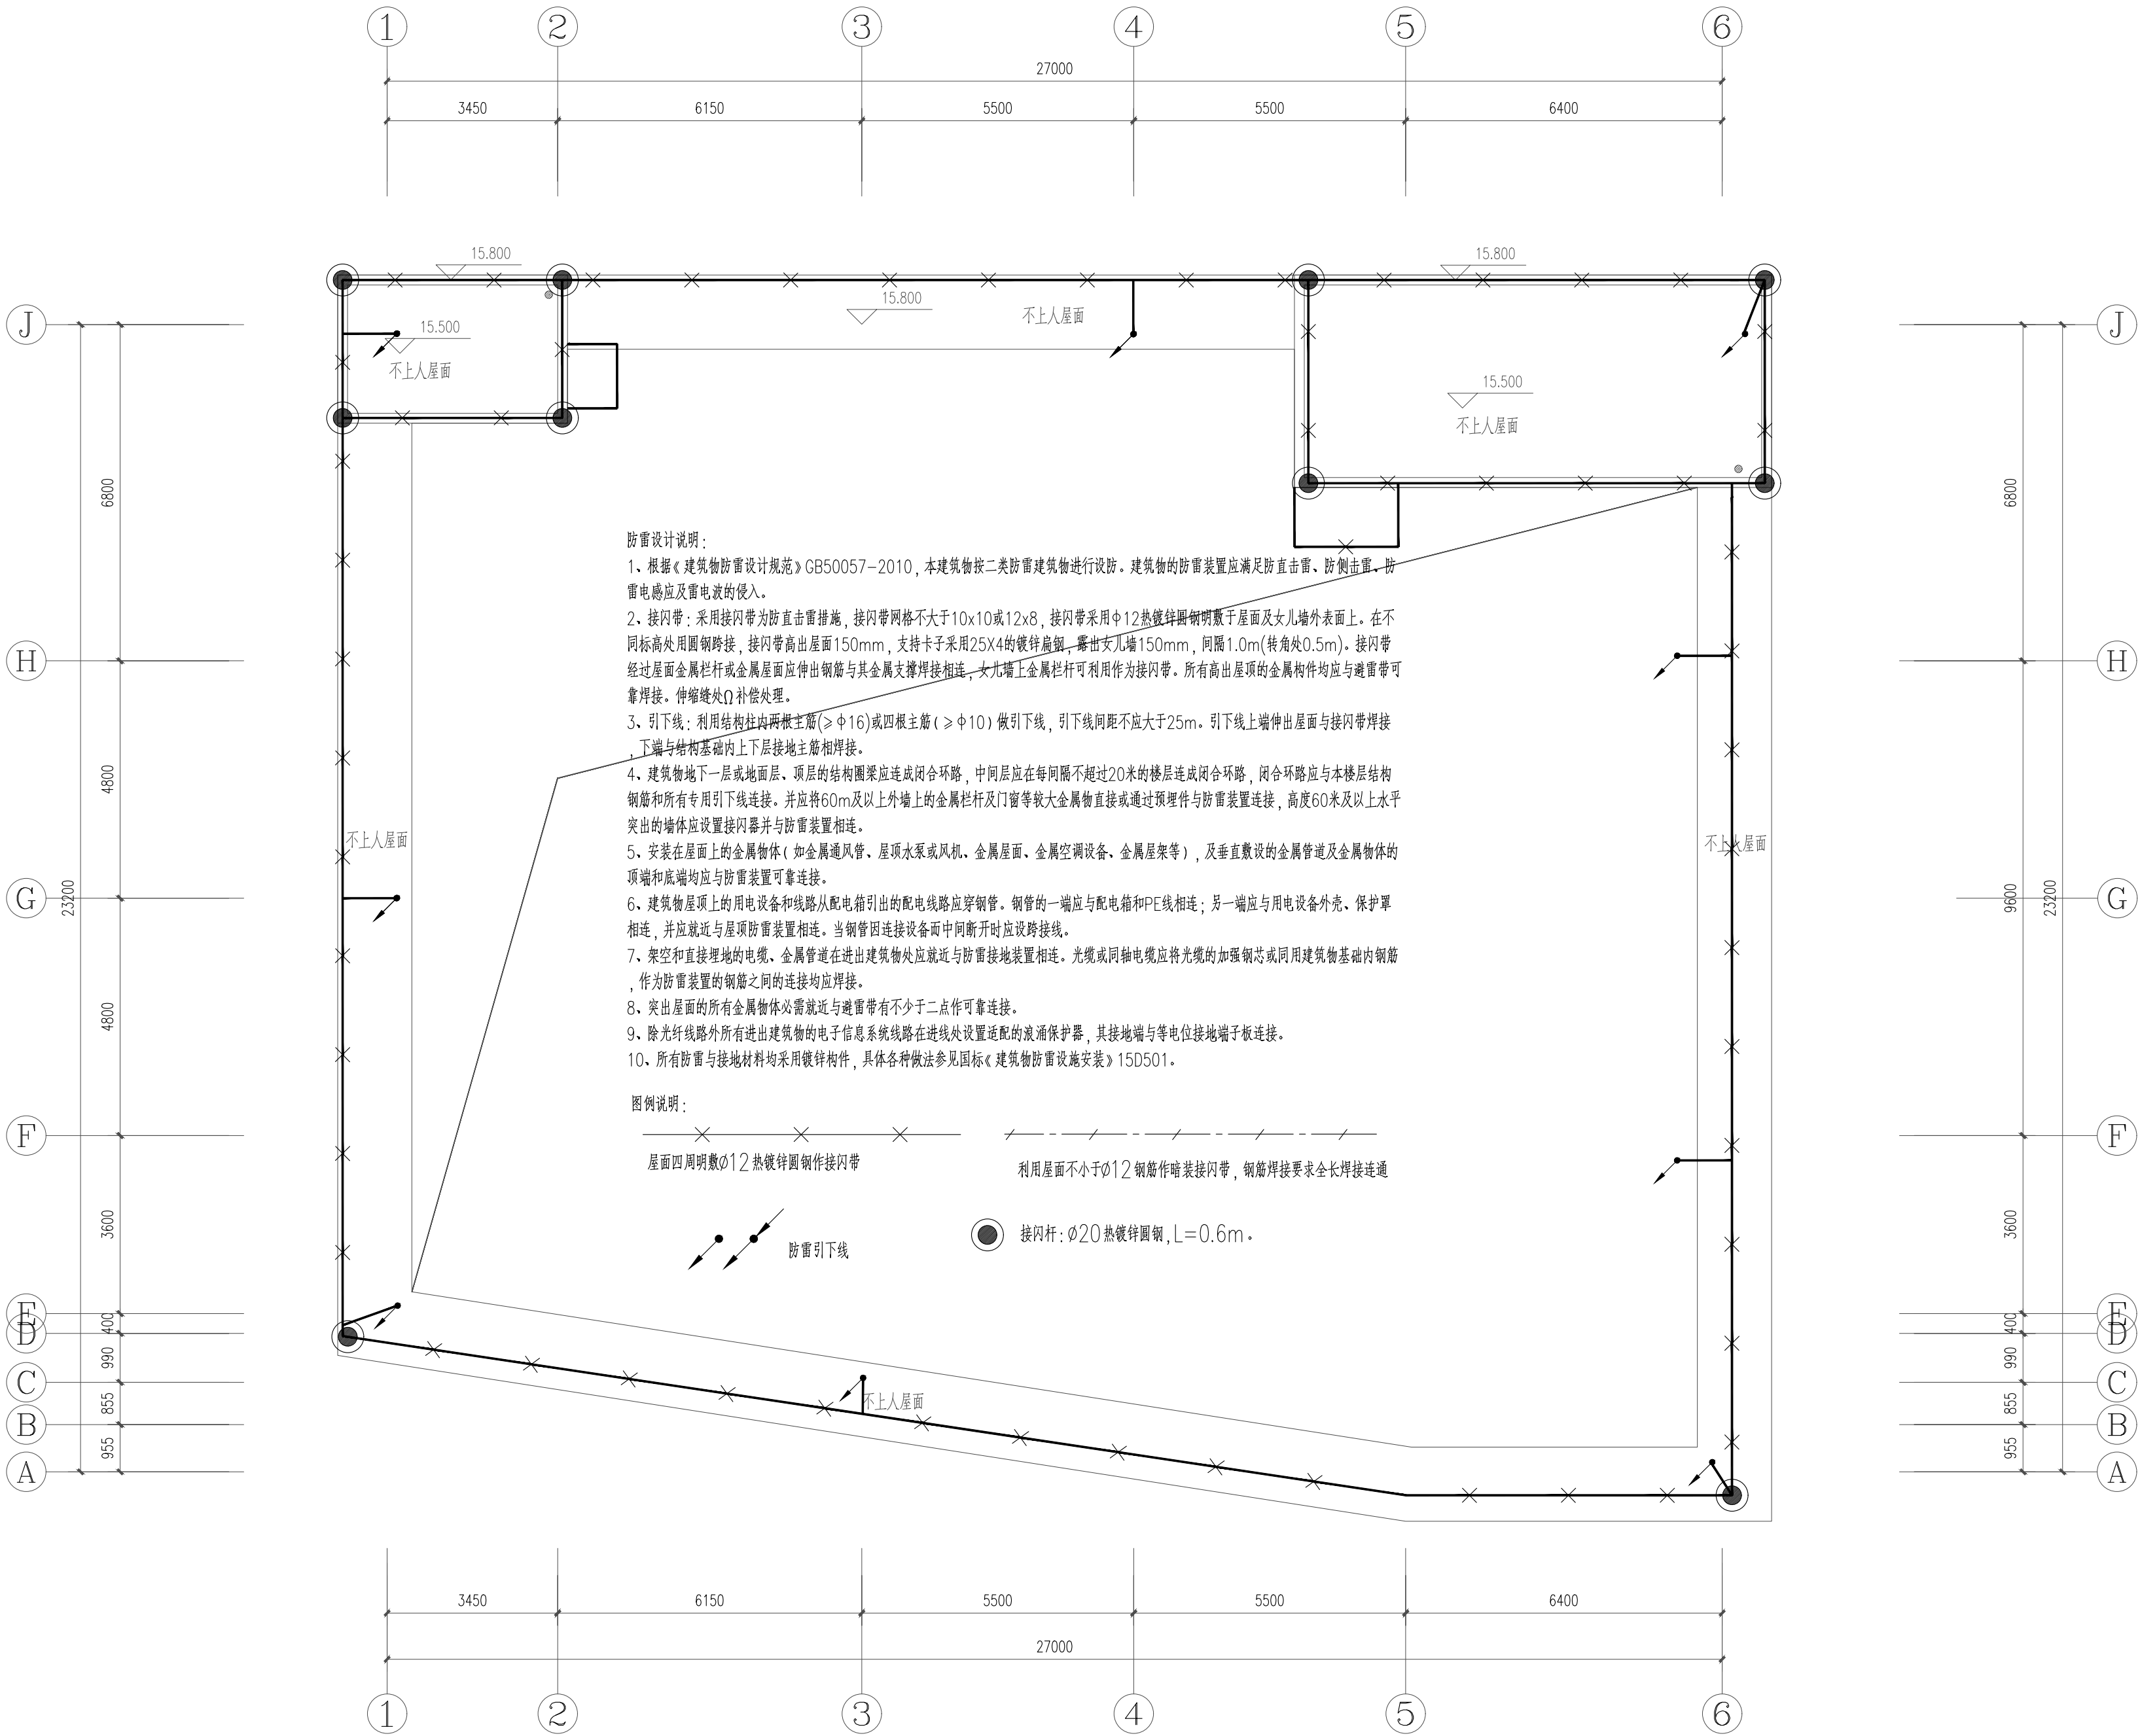 1 2 3 4 5 6
27000
3450 6150 5500 5500 6400
15.800 15.800
15.800
不上人屋面
J J
15.500
不上人屋面
15.500
不上人屋面
6800 6800
防雷设计说明：
1、根据《建筑物防雷设计规范》GB50057-2010，本建筑物按二类防雷建筑物进行设防。建筑物的防雷装置应满足防直击雷、防侧击雷、防
雷电感应及雷电波的侵入。
2、接闪带：采用接闪带为防直击雷措施，接闪带网格不大于10x10或12x8，接闪带采用φ12热镀锌圆钢明敷于屋面及女儿墙外表面上。在不
同标高处用圆钢跨接，接闪带高出屋面150mm，支持卡子采用25X4的镀锌扁钢，露出女儿墙150mm，间隔1.0m(转角处0.5m)。接闪带
H H
经过屋面金属栏杆或金属屋面应伸出钢筋与其金属支撑焊接相连，女儿墙上金属栏杆可利用作为接闪带。所有高出屋顶的金属构件均应与避雷带可
靠焊接。伸缩缝处Ω补偿处理。
3、引下线：利用结构柱内两根主筋(≥φ16)或四根主筋(≥φ10)做引下线，引下线间距不应大于25m。引下线上端伸出屋面与接闪带焊接
，下端与结构基础内上下层接地主筋相焊接。
4、建筑物地下一层或地面层、顶层的结构圈梁应连成闭合环路，中间层应在每间隔不超过20米的楼层连成闭合环路，闭合环路应与本楼层结构
4800
钢筋和所有专用引下线连接。并应将60m及以上外墙上的金属栏杆及门窗等较大金属物直接或通过预埋件与防雷装置连接，高度60米及以上水平
突出的墙体应设置接闪器并与防雷装置相连。
不上人屋面 不上人屋面
5、安装在屋面上的金属物体(如金属通风管、屋顶水泵或风机、金属屋面、金属空调设备、金属屋架等)，及垂直敷设的金属管道及金属物体的
顶端和底端均应与防雷装置可靠连接。
G 23200 9600 23200 G
6、建筑物屋顶上的用电设备和线路从配电箱引出的配电线路应穿钢管。钢管的一端应与配电箱和PE线相连；另一端应与用电设备外壳、保护罩
相连，并应就近与屋顶防雷装置相连。当钢管因连接设备而中间断开时应设跨接线。
7、架空和直接埋地的电缆、金属管道在进出建筑物处应就近与防雷接地装置相连。光缆或同轴电缆应将光缆的加强钢芯或同用建筑物基础内钢筋
，作为防雷装置的钢筋之间的连接均应焊接。
8、突出屋面的所有金属物体必需就近与避雷带有不少于二点作可靠连接。
4800
9、除光纤线路外所有进出建筑物的电子信息系统线路在进线处设置适配的浪涌保护器，其接地端与等电位接地端子板连接。
10、所有防雷与接地材料均采用镀锌构件，具体各种做法参见国标《建筑物防雷设施安装》15D501。
图例说明：
F F
屋面四周明敷Ø12热镀锌圆钢作接闪带
利用屋面不小于Ø12钢筋作暗装接闪带，钢筋焊接要求全长焊接连通
3600 3600
接闪杆：Ø20热镀锌圆钢，L=0.6m。
防雷引下线
E E
400 400
D D
990 990
C C
855 855
不上人屋面
B B
955 955
A A
3450 6150 5500 5500 6400
27000
1 2 3 4 5 6